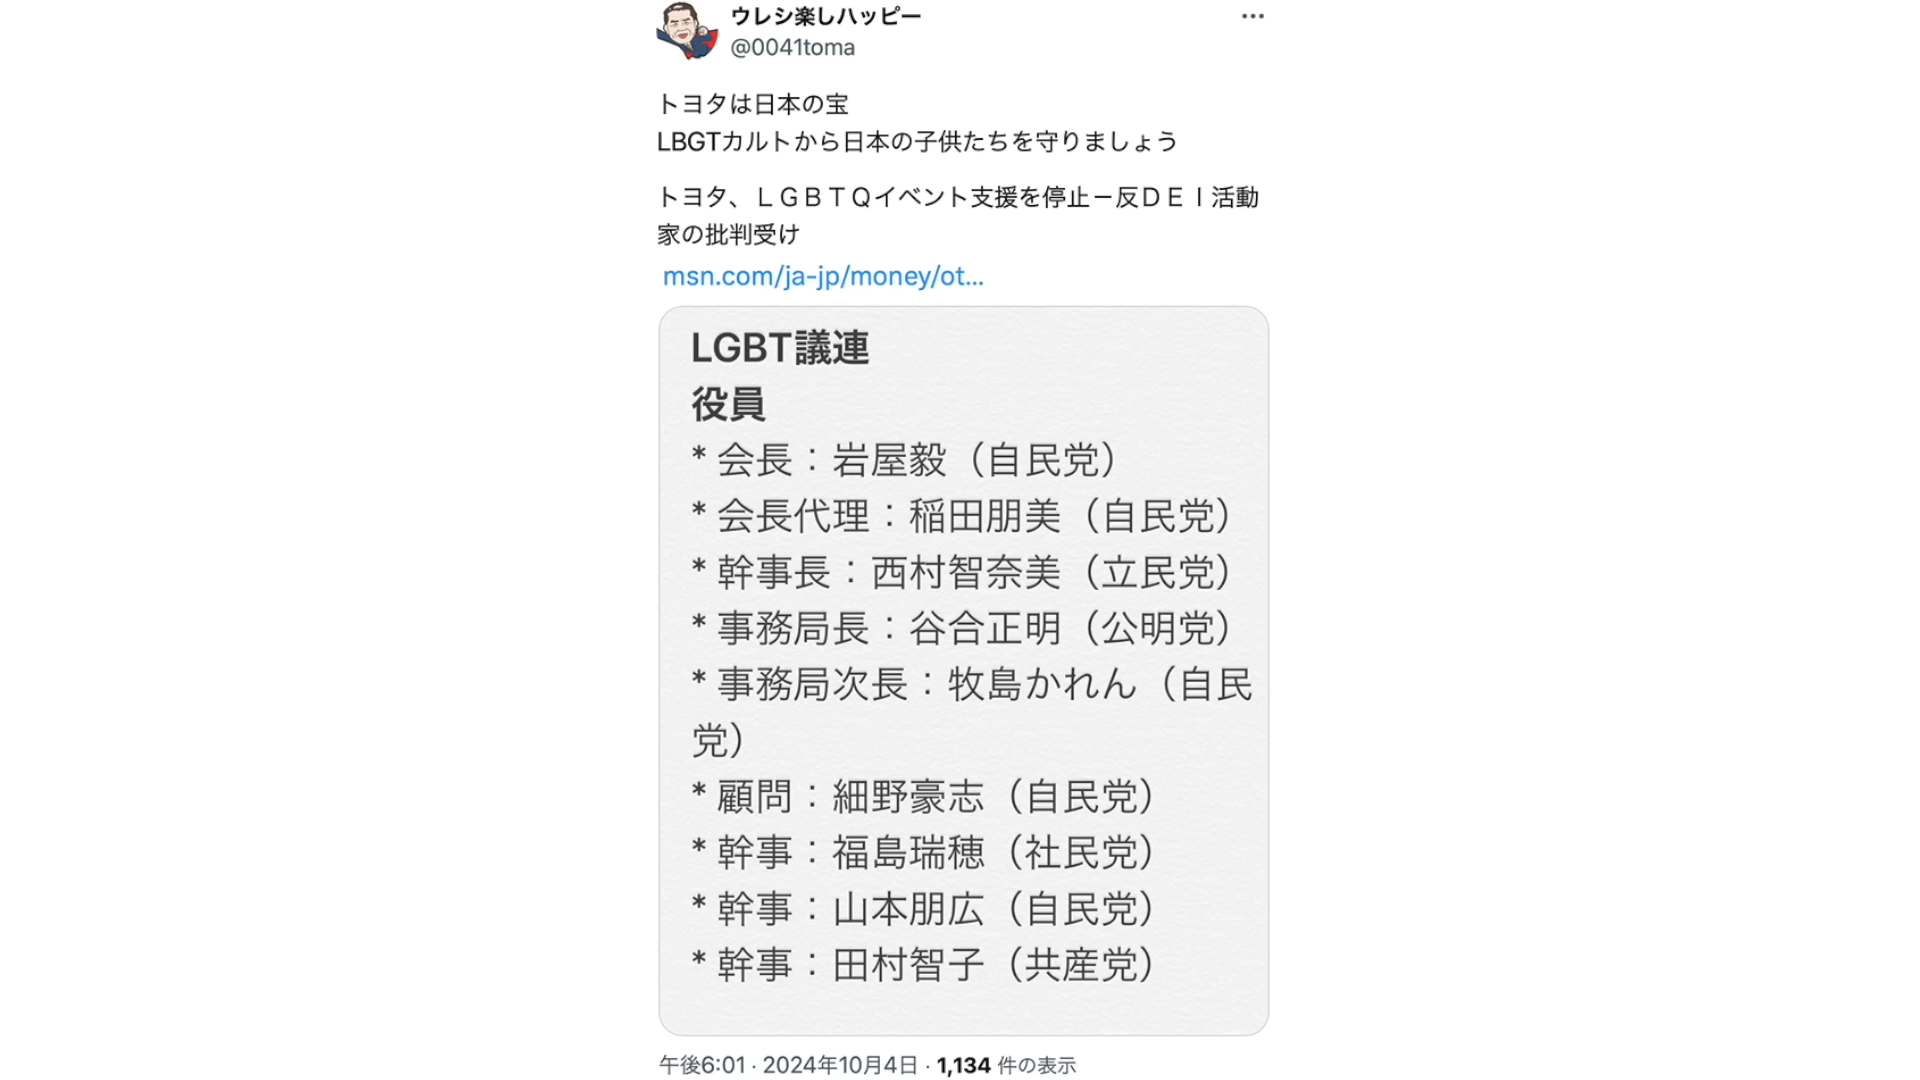 ウレシ楽しハッピー
@0041toma
トヨタは日本の宝
LBGTカルトから日本の子供たちを守りましょう
トヨタ、ＬＧＢＴＱイベント支援を停止－反ＤＥＩ活動
家の批判受け
msn.com/ja-jp/money/ot…
LGBT議連
役員
* 会長：岩屋毅（自民党）
* 会長代理：稲田朋美（自民党）
* 幹事長：西村智奈美（立民党）
* 事務局長：谷合正明（公明党）
* 事務局次長：牧島かれん（自民
党）
* 顧問：細野豪志（自民党）
* 幹事：福島瑞穂（社民党）
* 幹事：山本朋広（自民党）
* 幹事：田村智子（共産党）
午後6:01 · 2024年10月4日 · 1,134 件の表示